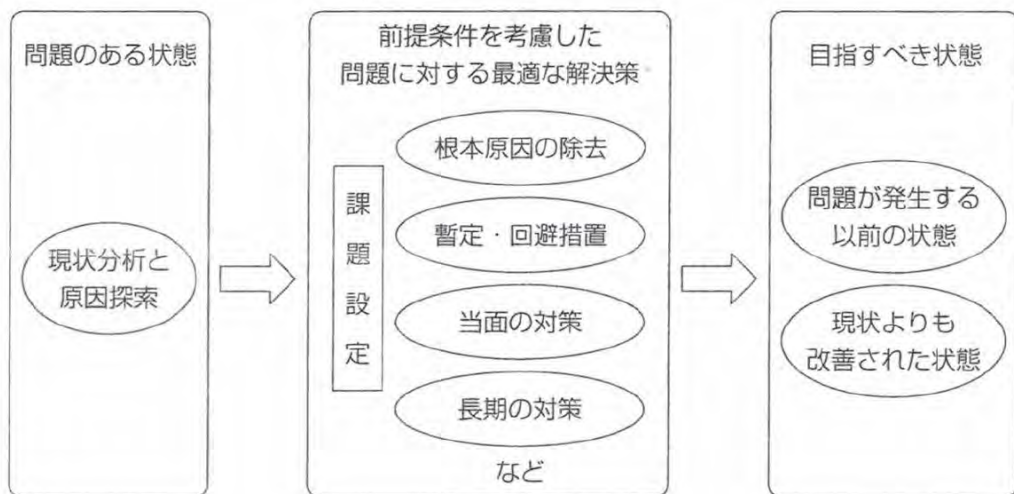 問題のある状態
現状分析と
原因探索
前提条件を考慮した
問題に対する最適な解決策
課題設定
根本原因の除去
暫定・回避措置
当面の対策
長期の対策
など
目指すべき状態
問題が発生する
以前の状態
現状よりも
改善された状態